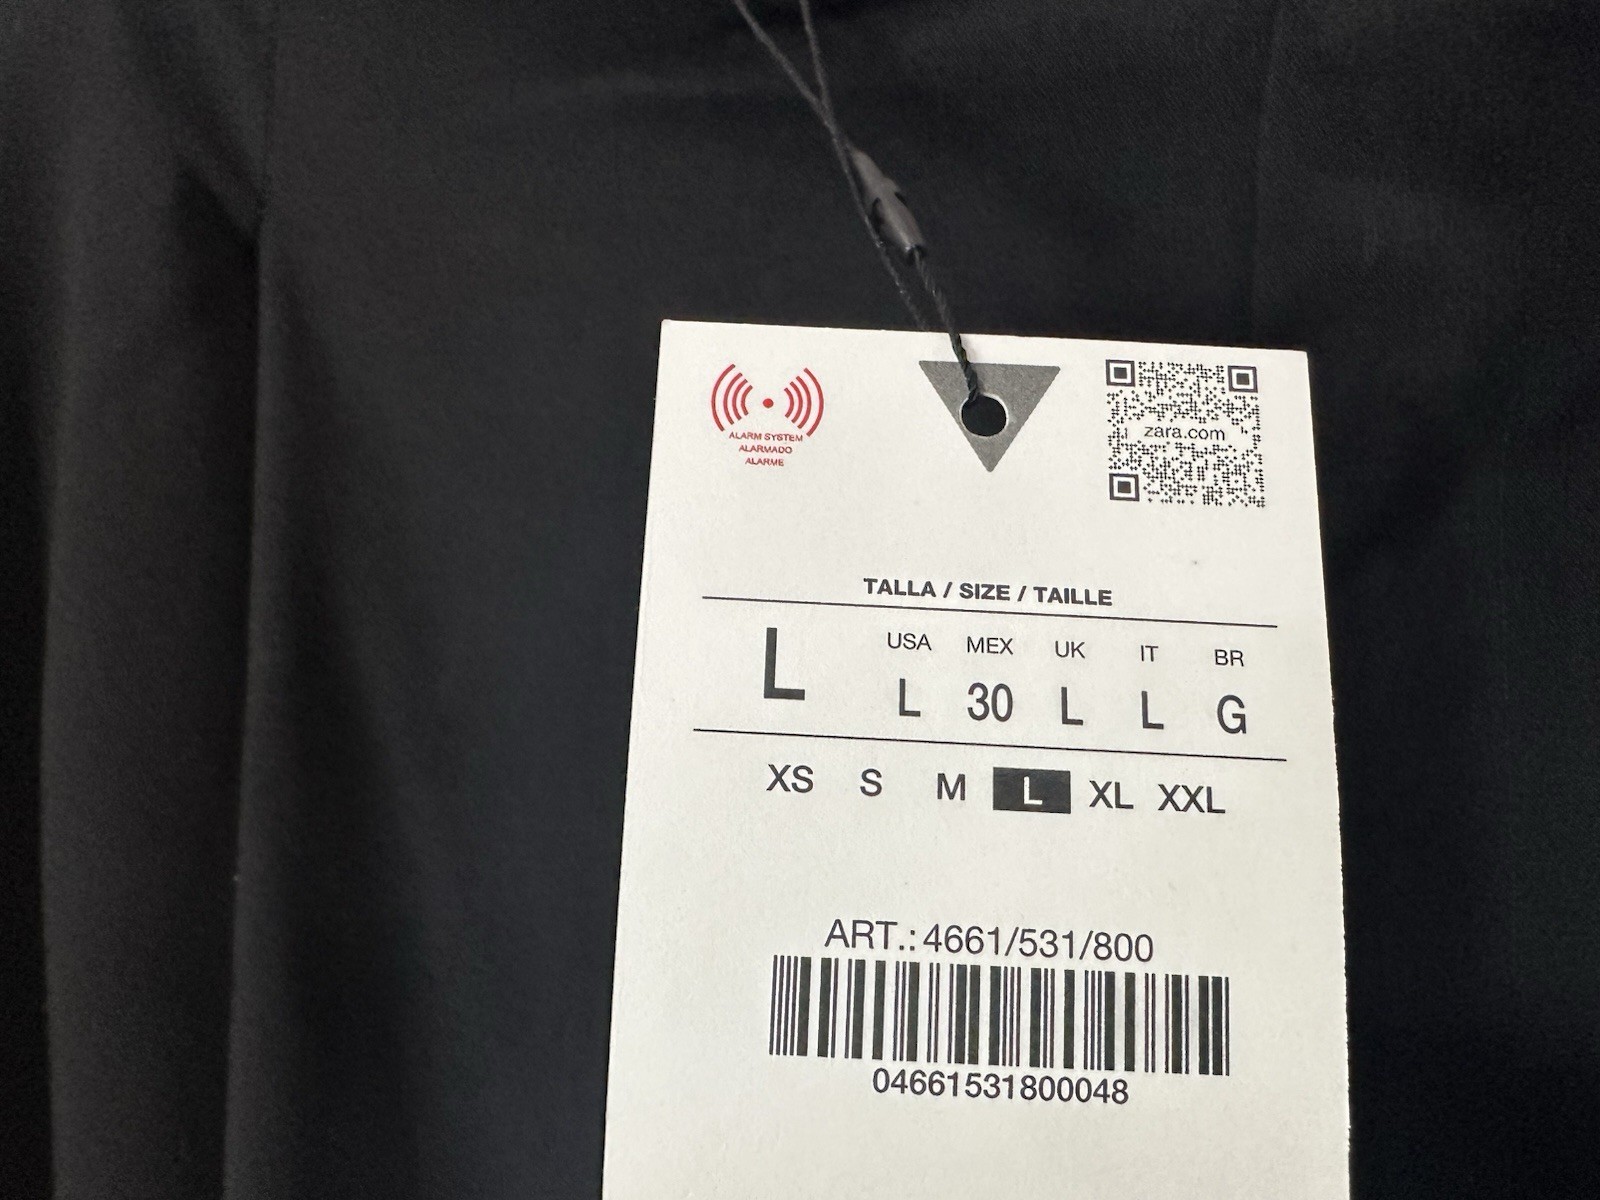 ALARM SYSTEM
ALARMADO
ALARME
zara.com
TALLA / SIZE / TAILLE
L
USA MEX UK IT BR
L 30 L L G
XS S M L XL XXL
ART.: 4661/531/800
04661531800048